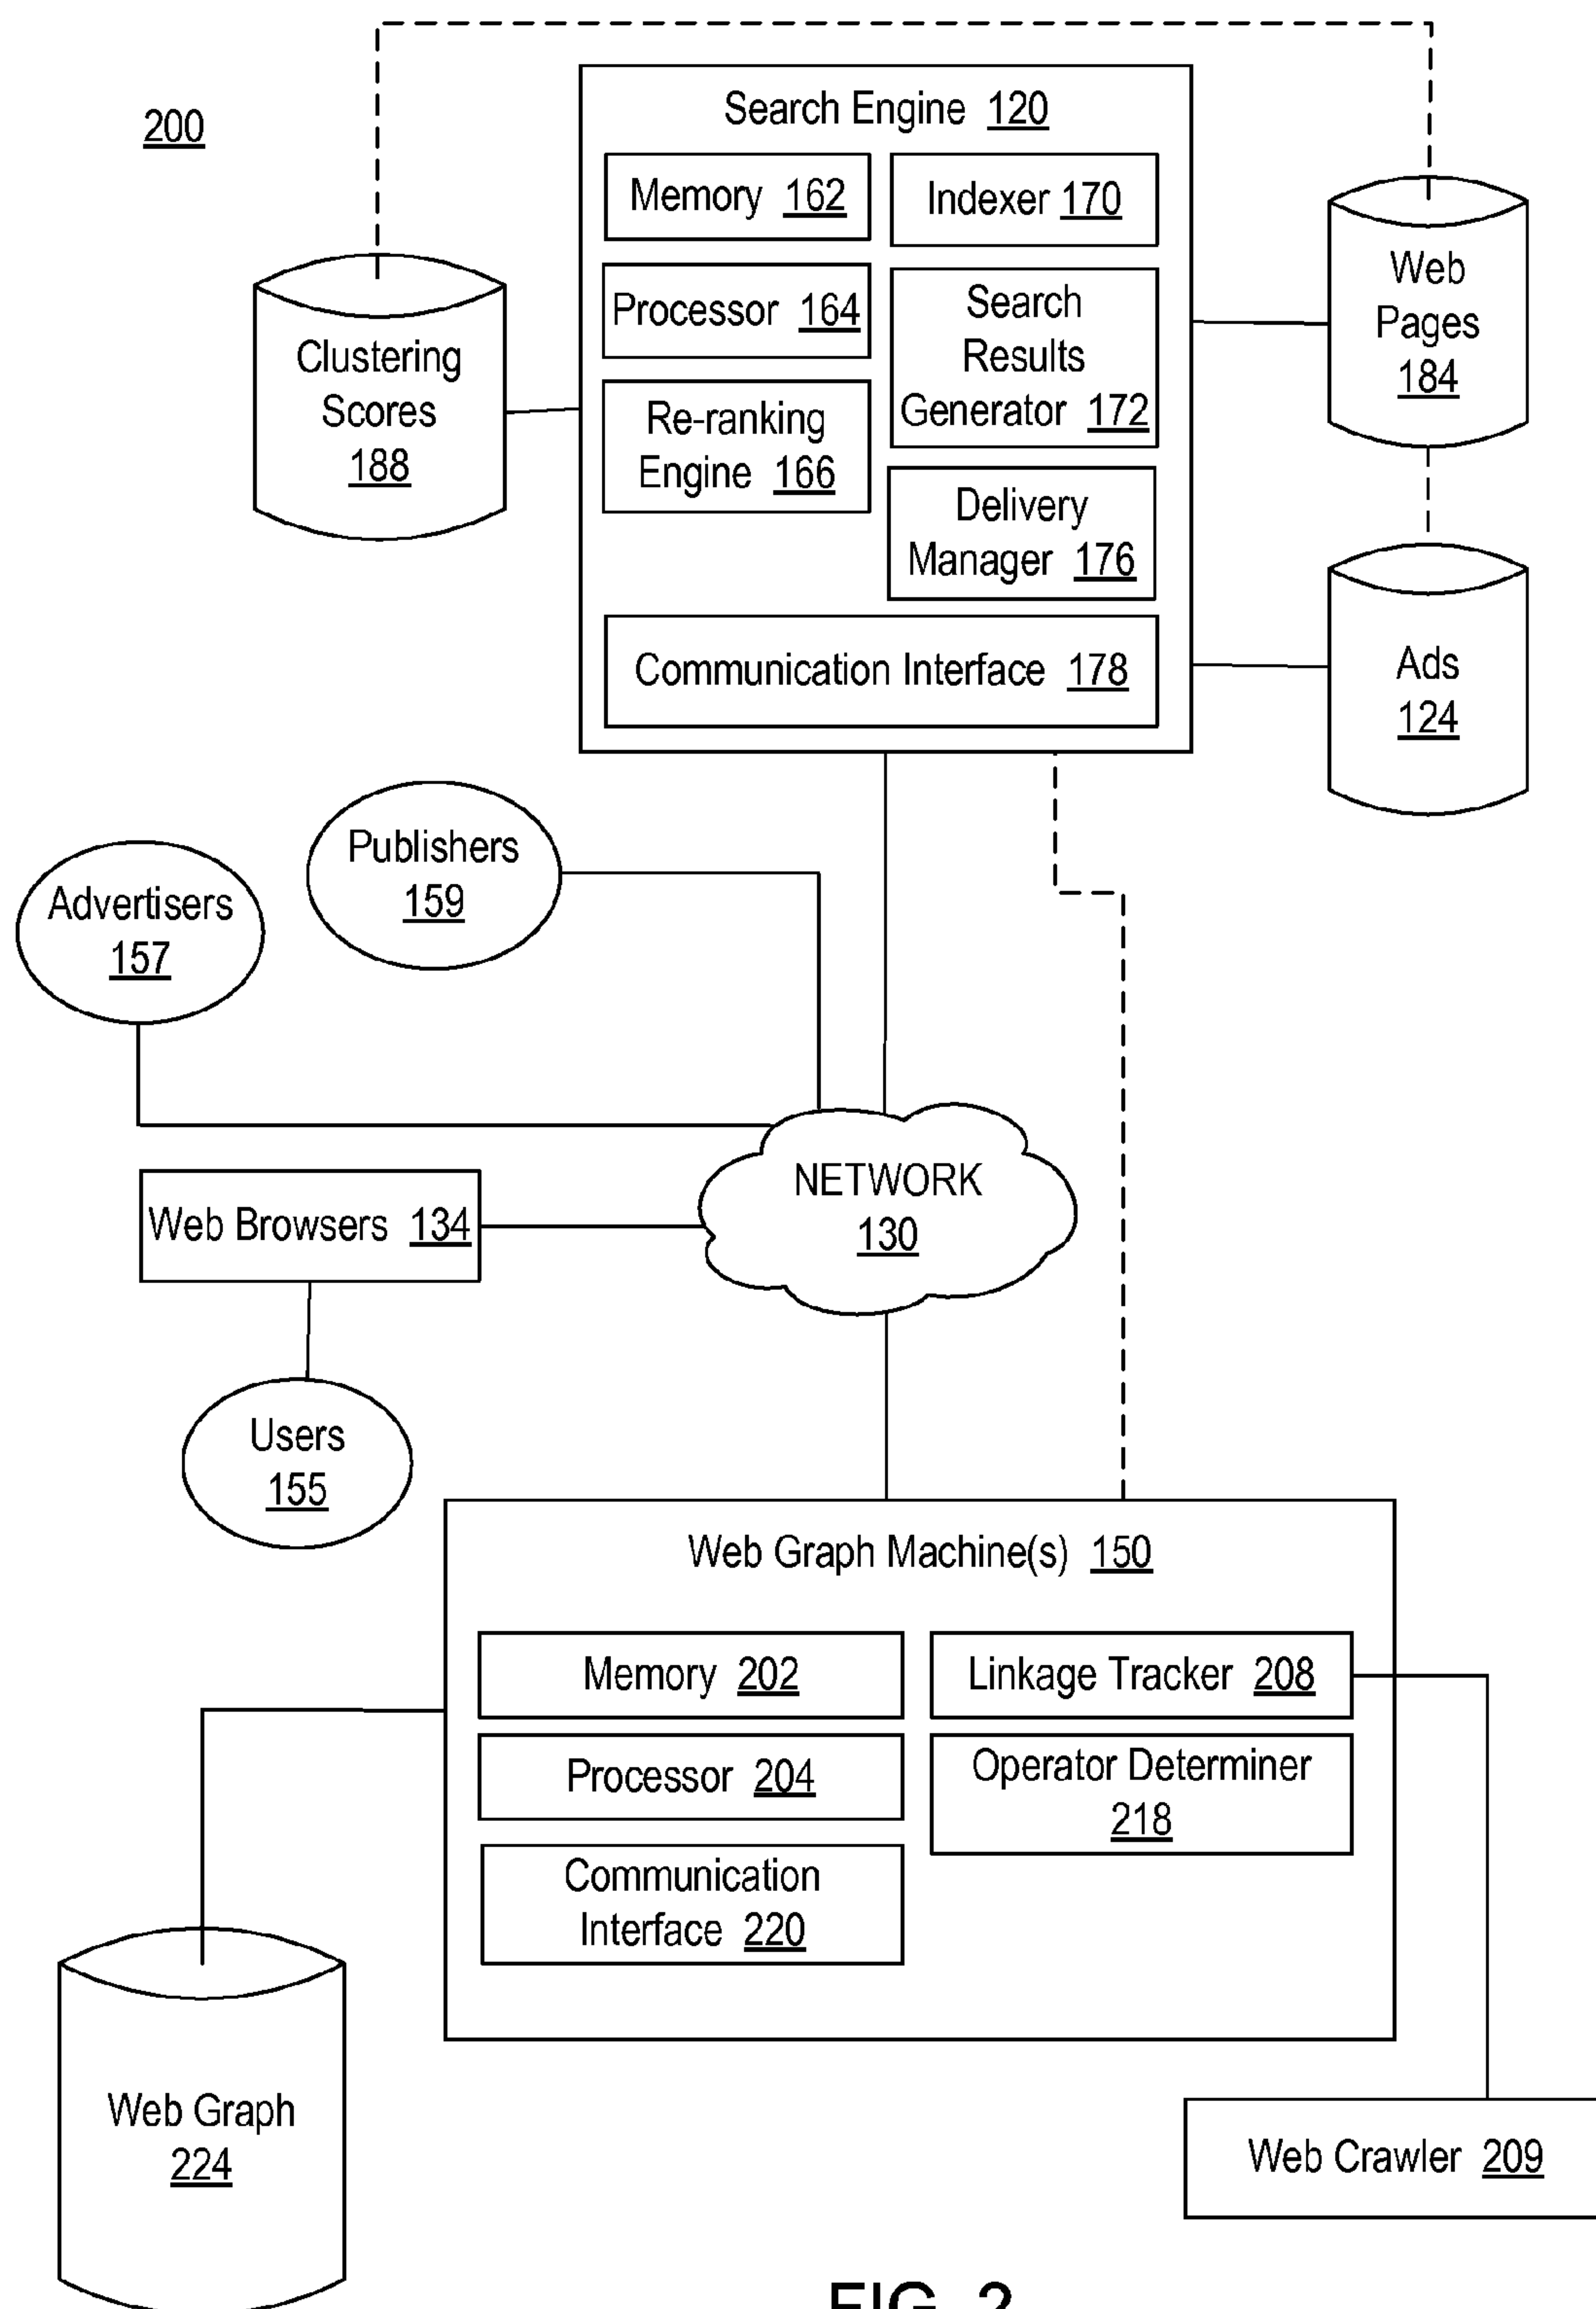 200
Search Engine 120
Memory 162
Indexer 170
Processor 164
Search
Results
Generator 172
Re-ranking
Engine 166
Delivery
Manager 176
Communication Interface 178
Clustering
Scores
188
Web
Pages
184
Ads
124
Publishers
159
Advertisers
157
NETWORK
130
Web Browsers 134
Users
155
Web Graph Machine(s) 150
Memory 202
Linkage Tracker 208
Processor 204
Operator Determiner
218
Communication
Interface 220
Web Graph
224
Web Crawler 209
FIG. 2